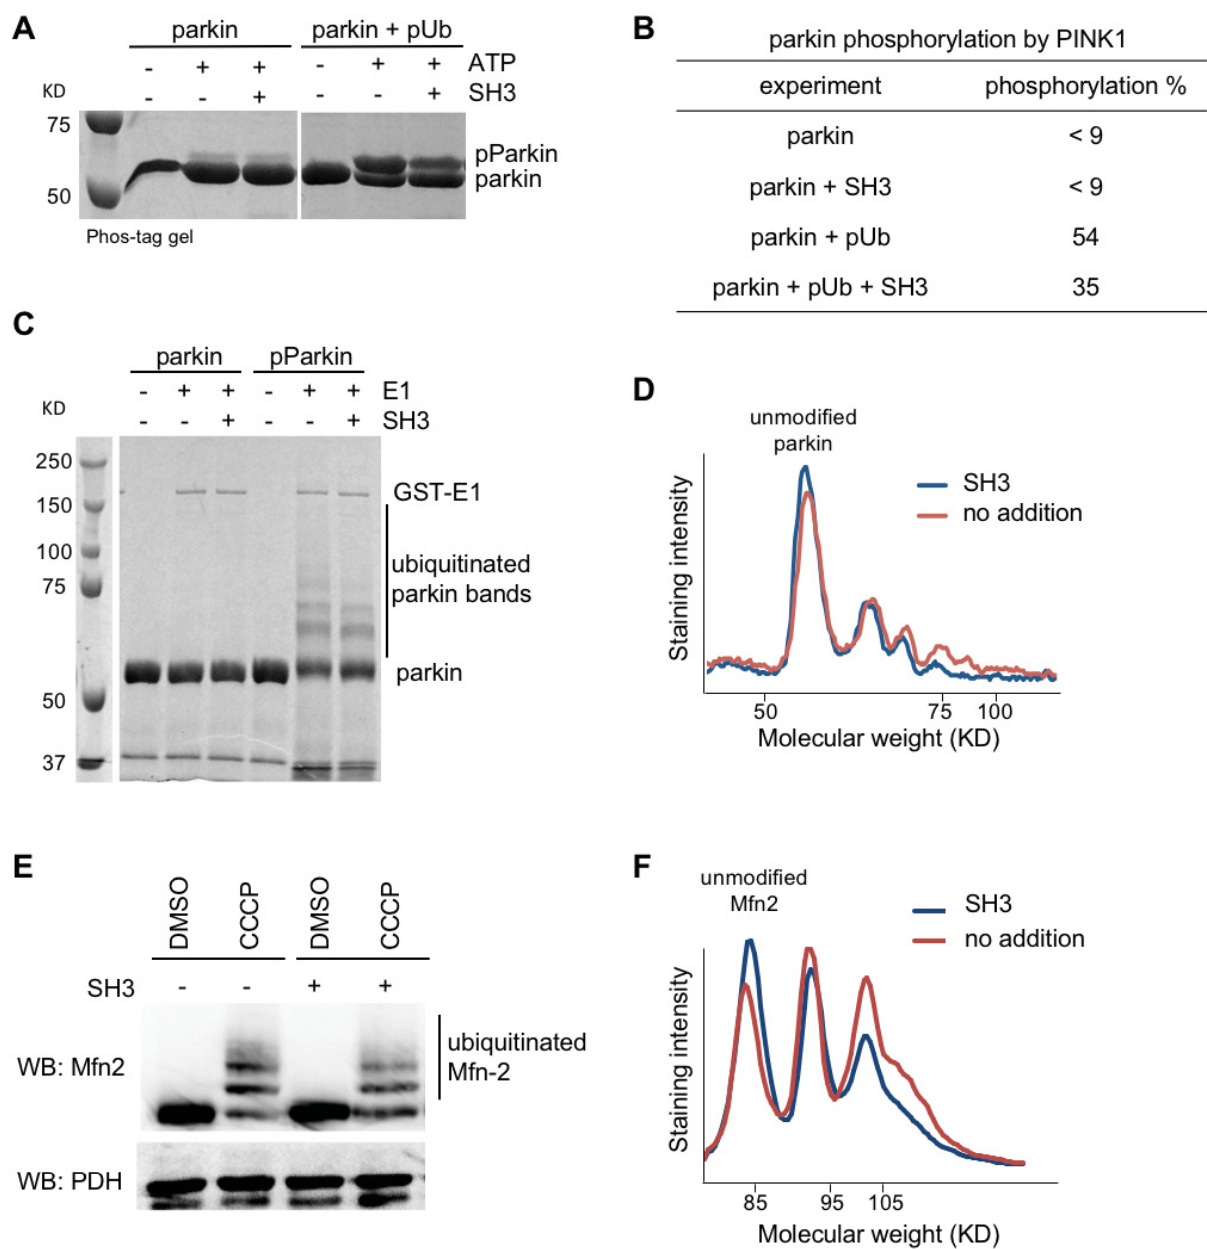 A
parkin
parkin + pUb
- + + - + + ATP
- - + - - + SH3
KD
75
50
pParkin
parkin
Phos-tag gel
B
parkin phosphorylation by PINK1
experiment phosphorylation %
parkin < 9
parkin + SH3 < 9
parkin + pUb 54
parkin + pUb + SH3 35
C
parkin pParkin
- + + - + + E1
- - + - - + SH3
KD
250
150
100
75
50
37
GST-E1
ubiquitinated
parkin bands
parkin
D
unmodified
parkin
SH3
no addition
Staining intensity
50 75 100
Molecular weight (KD)
E
DMSO CCCP DMSO CCCP
SH3 - - + +
WB: Mfn2
ubiquitinated
Mfn-2
WB: PDH
F
unmodified
Mfn2
SH3
no addition
Staining intensity
85 95 105
Molecular weight (KD)